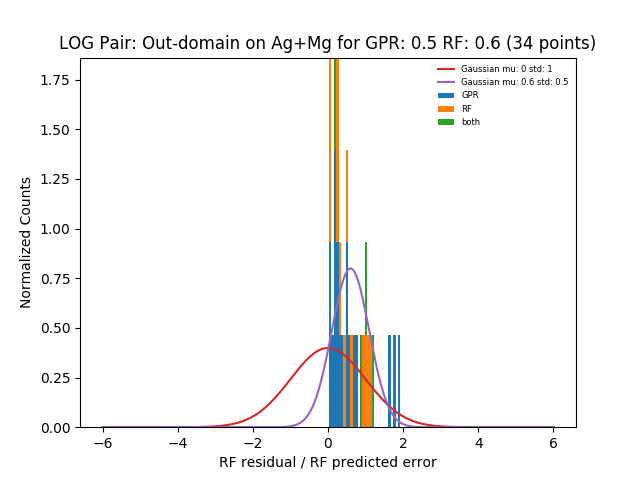 LOG Pair: Out-domain on Ag+Mg for GPR: 0.5 RF: 0.6 (34 points)
Gaussian mu: 0 std: 1
Gaussian mu: 0.6 std: 0.5
GPR
RF
both
Normalized Counts
1.75
1.50
1.25
1.00
0.75
0.50
0.25
0.00
−6 −4 −2 0 2 4 6
RF residual / RF predicted error